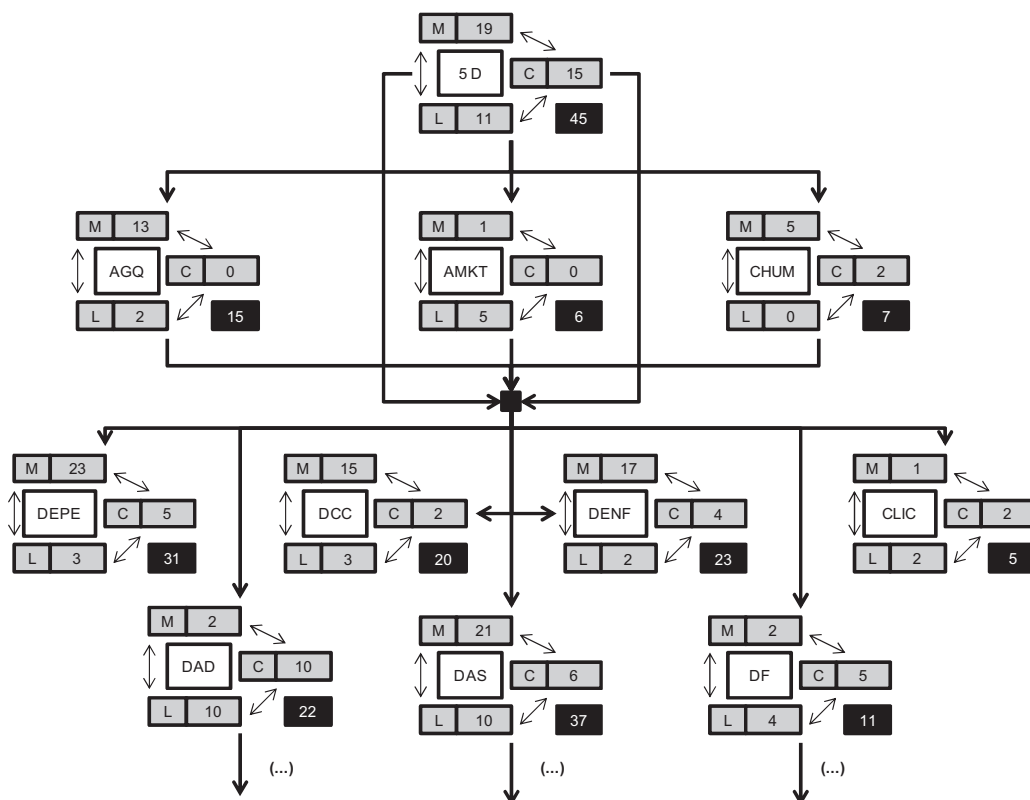 M 19
5 D
C 15
L 11
45
M 13
AGQ
C 0
L 2
15
M 1
AMKT
C 0
L 5
6
M 5
CHUM
C 2
L 0
7
M 23
DEPE
C 5
L 3
31
M 15
DCC
C 2
L 3
20
M 17
DENF
C 4
L 2
23
M 1
CLIC
C 2
L 2
5
M 2
DAD
C 10
L 10
22
M 21
DAS
C 6
L 10
37
M 2
DF
C 5
L 4
11
(...)
(...)
(...)